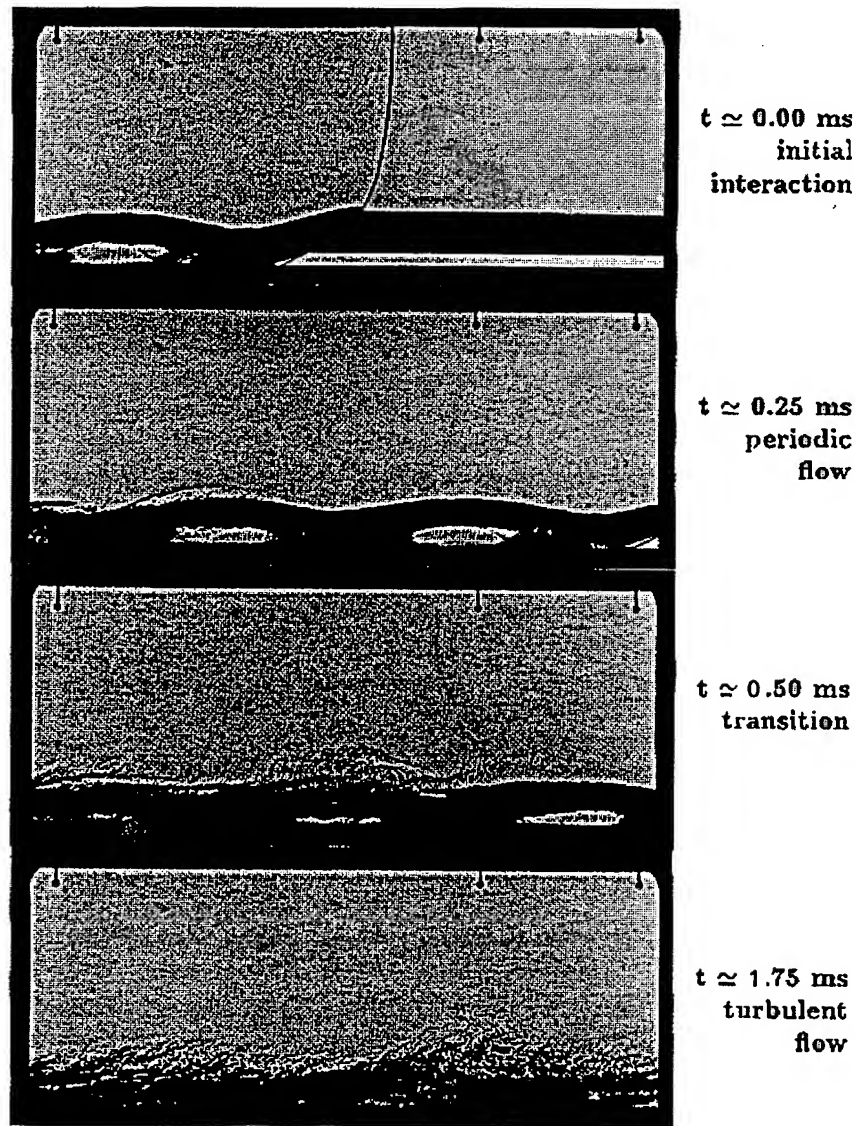 t ≃ 0.00 ms
initial
interaction
t ≃ 0.25 ms
periodic
flow
t ≃ 0.50 ms
transition
t ≃ 1.75 ms
turbulent
flow